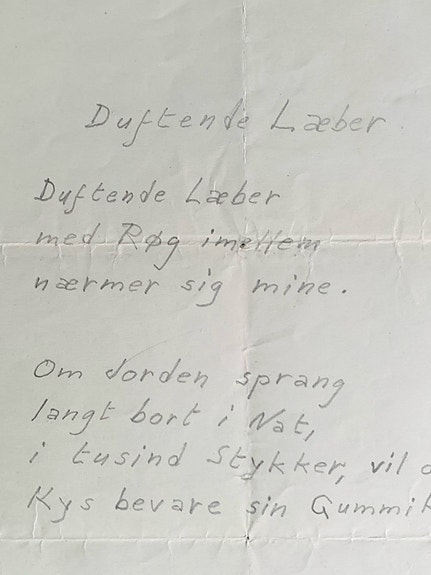 Duftende Læber
Duftende Læber
med Røg imellem
nærmer sig mine.
Om Jorden sprang
langt bort i Nat,
i tusind Stykker, vil
Kys bevare sin